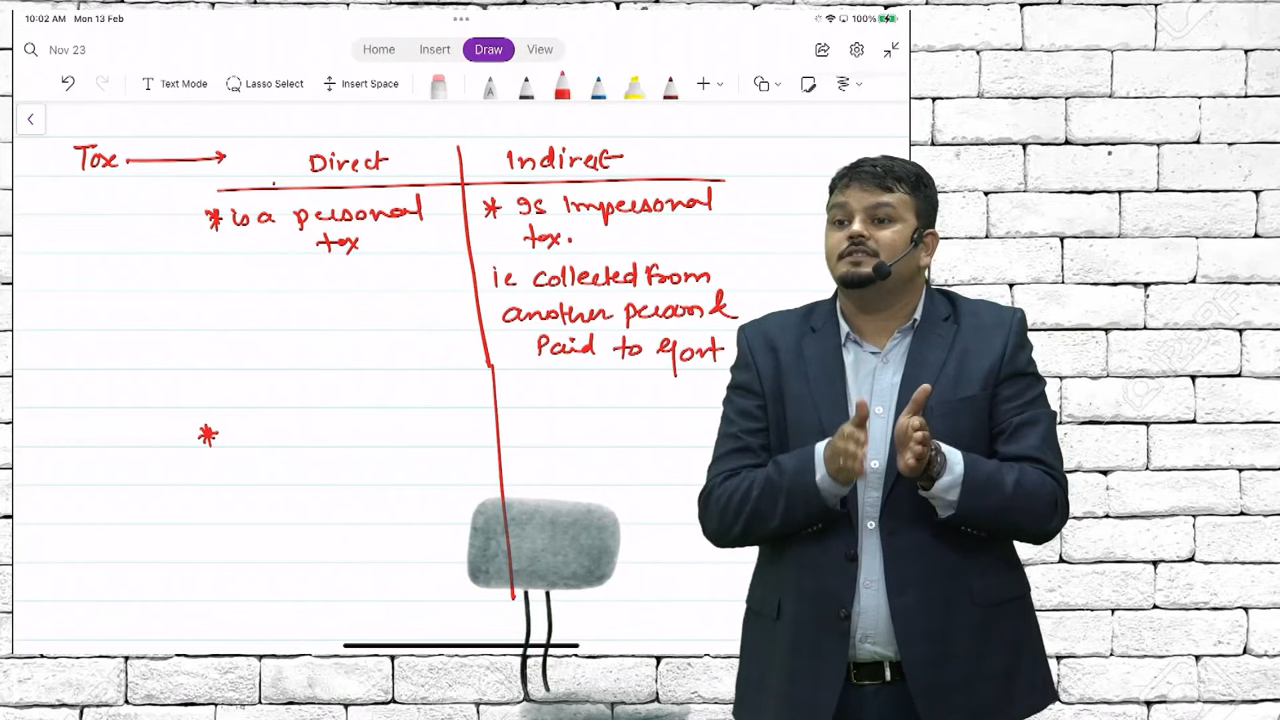 10:02 AM Mon 13 Feb
100%
Nov 23
Home Insert Draw View
Text Mode Lasso Select Insert Space
Tax Direct Indirect
* is a personal
tax
* Is Impersonal
tax.
ie collected from
another person &
Paid to Govt
*